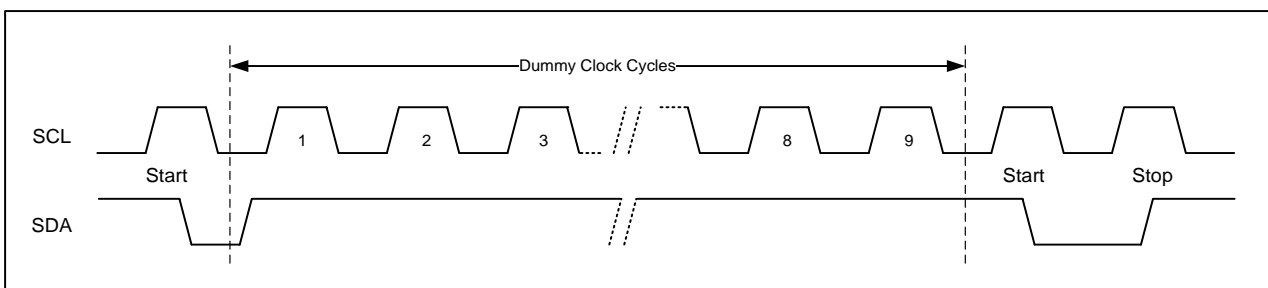 Dummy Clock Cycles
SCL
1 2 3 8 9
Start Start Stop
SDA